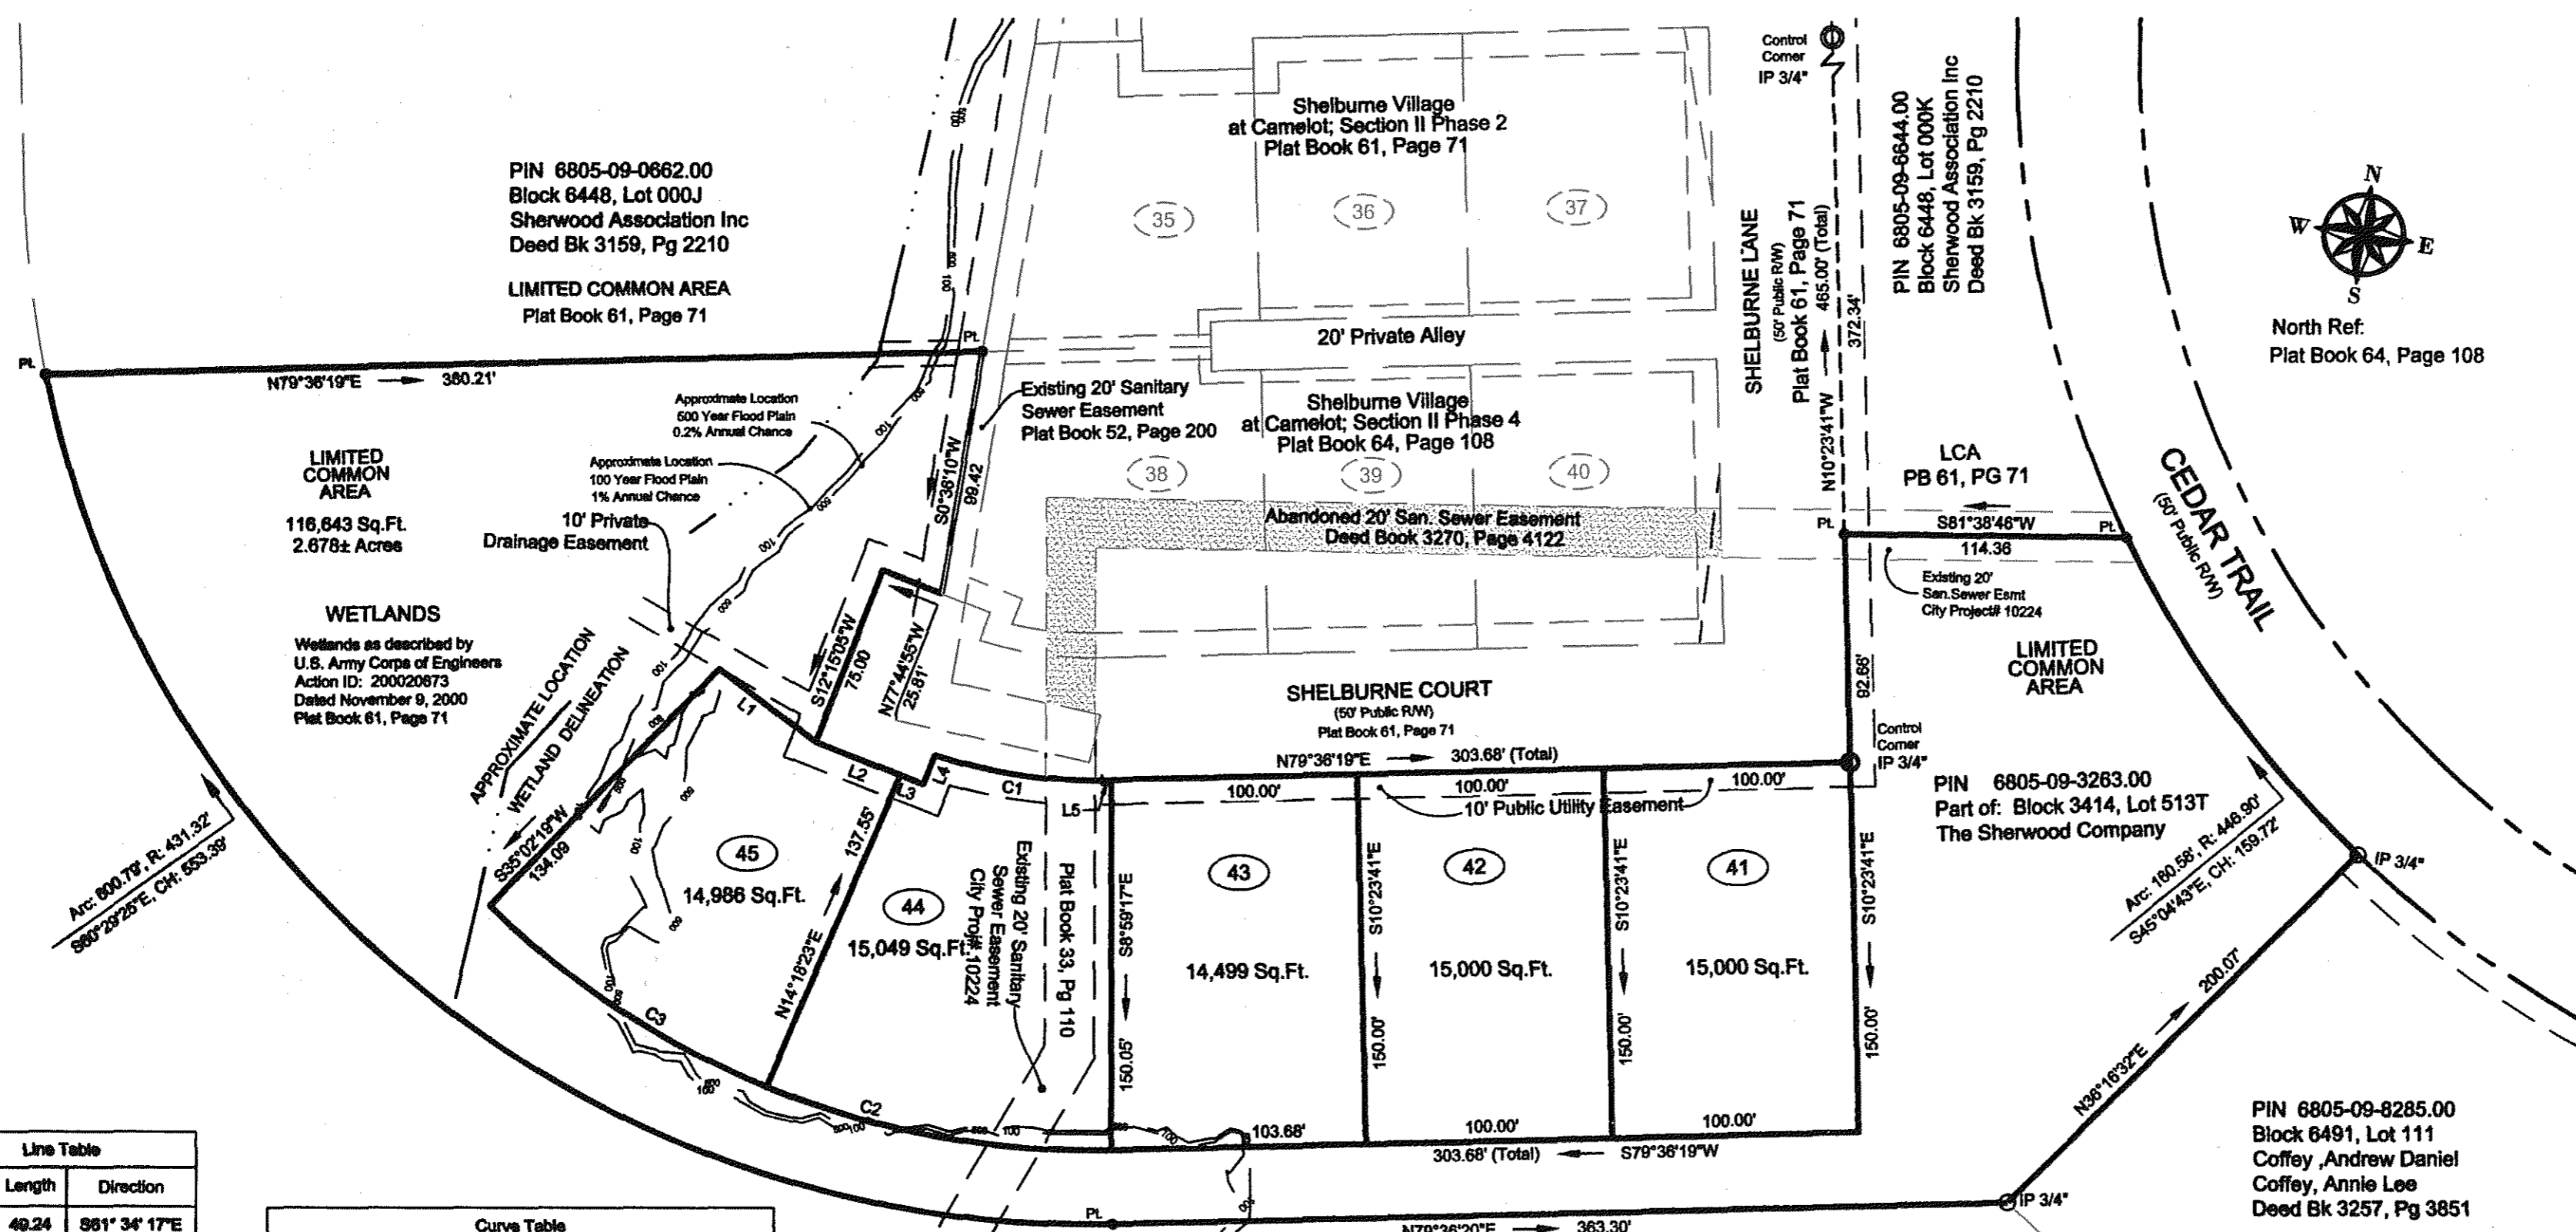 Control
Corner
IP 3/4"
Shelburne Village
at Camelot; Section II Phase 2
Plat Book 61, Page 71
PIN 6805-09-0662.00
Block 6448, Lot 000J
Sherwood Association Inc
Deed Bk 3159, Pg 2210
LIMITED COMMON AREA
Plat Book 61, Page 71
35
36
37
SHELBURNE LANE
(50' Public R/W)
Plat Book 61, Page 71
N10°23'41"W 465.00' (Total)
372.34'
PIN 6805-09-6644.00
Block 6448, Lot 000K
Sherwood Association Inc
Deed Bk 3159, Pg 2210
N
W
E
S
North Ref:
Plat Book 64, Page 108
20' Private Alley
Pt.
Pt.
N79°36'19"E 360.21'
Approximate Location
500 Year Flood Plain
0.2% Annual Chance
Approximate Location
100 Year Flood Plain
1% Annual Chance
Existing 20' Sanitary
Sewer Easement
Plat Book 52, Page 200
S0°36'10"W
99.42
Shelburne Village
at Camelot; Section II Phase 4
Plat Book 64, Page 108
38
39
40
Abandoned 20' San. Sewer Easement
Deed Book 3270, Page 4122
LIMITED
COMMON
AREA
116,643 Sq.Ft.
2.678± Acres
10' Private
Drainage Easement
WETLANDS
Wetlands as described by
U.S. Army Corps of Engineers
Action ID: 200020673
Dated November 9, 2000
Plat Book 61, Page 71
APPROXIMATE LOCATION
WETLAND DELINEATION
LCA
PB 61, PG 71
Pt.
S81°38'46"W
Pt.
114.36
Existing 20'
San.Sewer Esmt
City Project# 10224
CEDAR TRAIL
(50' Public R/W)
LIMITED
COMMON
AREA
S12°15'05"W
75.00
N77°44'55"W
25.81'
SHELBURNE COURT
(50' Public R/W)
Plat Book 61, Page 71
N79°36'19"E 303.68' (Total)
92.66'
Control
Corner
IP 3/4"
L1
L2
L3
L4
C1
L5
100.00'
100.00'
100.00'
10' Public Utility Easement
PIN 6805-09-3263.00
Part of: Block 3414, Lot 513T
The Sherwood Company
S35°02'19"W
134.09
45
14,986 Sq.Ft.
137.55'
N14°18'23"E
44
15,049 Sq.Ft.
Existing 20' Sanitary
Sewer Easement
City Proj# 10224
Plat Book 33, Pg 110
S8°59'17"E
150.05'
43
14,499 Sq.Ft.
S10°23'41"E
150.00'
42
15,000 Sq.Ft.
S10°23'41"E
150.00'
41
15,000 Sq.Ft.
S10°23'41"E
150.00'
Arc: 600.79', R: 431.32'
S60°29'25"E, CH: 553.39'
Arc: 160.58', R: 446.90'
S45°04'43"E, CH: 159.72'
IP 3/4"
N36°16'32"E 200.07'
C3
C2
103.68'
100.00'
100.00'
303.68' (Total) S79°36'19"W
PIN 6805-09-8285.00
Block 6491, Lot 111
Coffey ,Andrew Daniel
Coffey, Annie Lee
Deed Bk 3257, Pg 3851
IP 3/4"
Pt.
N79°36'20"E 363.30'
Line Table
Length Direction
49.24 S61° 34' 17"E
Curve Table